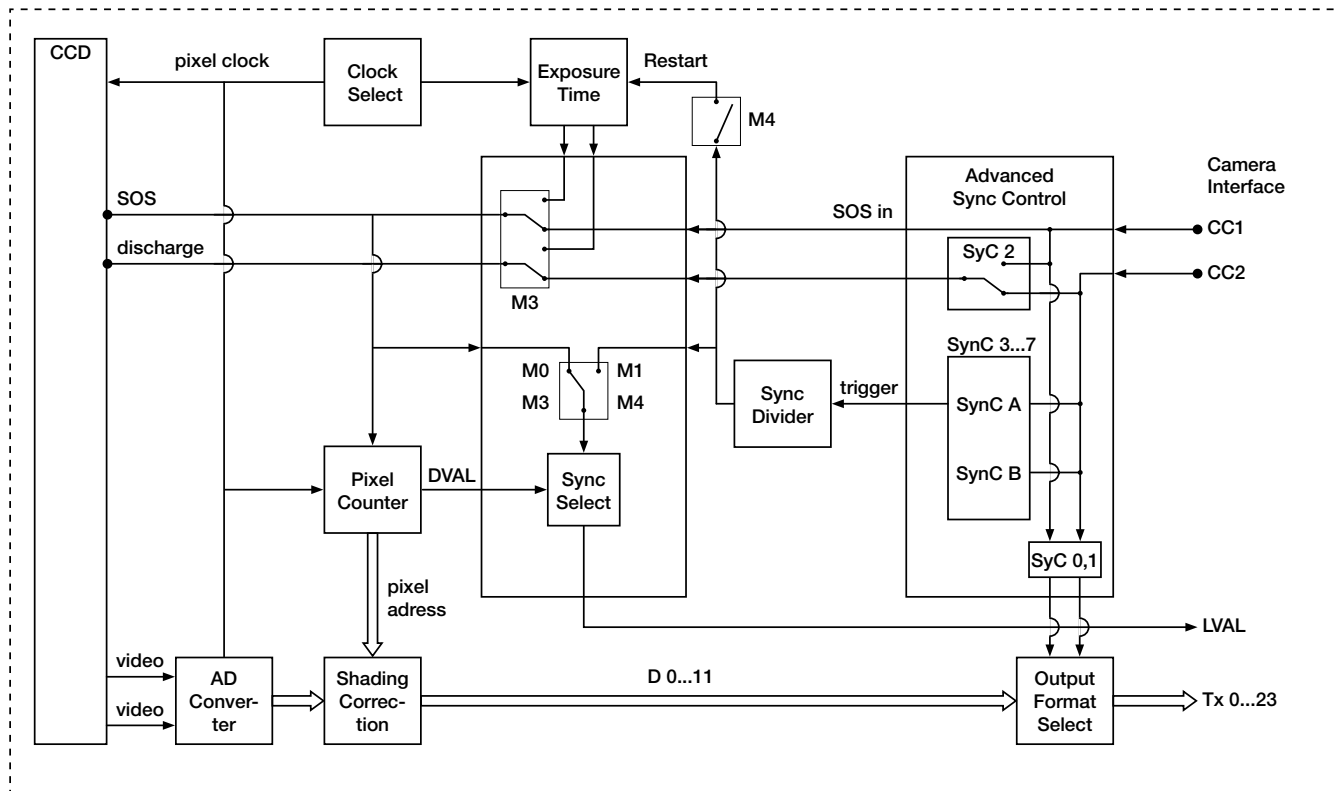 CCD
pixel clock
Clock
Select
Exposure
Time
Restart
M4
Advanced
Sync Control
Camera
Interface
SOS
SOS in
CC1
discharge
SyC 2
CC2
M3
SynC 3...7
M0
M1
M3
M4
Sync
Divider
trigger
SynC A
SynC B
Pixel
Counter
DVAL
Sync
Select
SyC 0,1
pixel
adress
LVAL
video
video
AD
Conver-
ter
Shading
Correc-
tion
D 0...11
Output
Format
Select
Tx 0...23